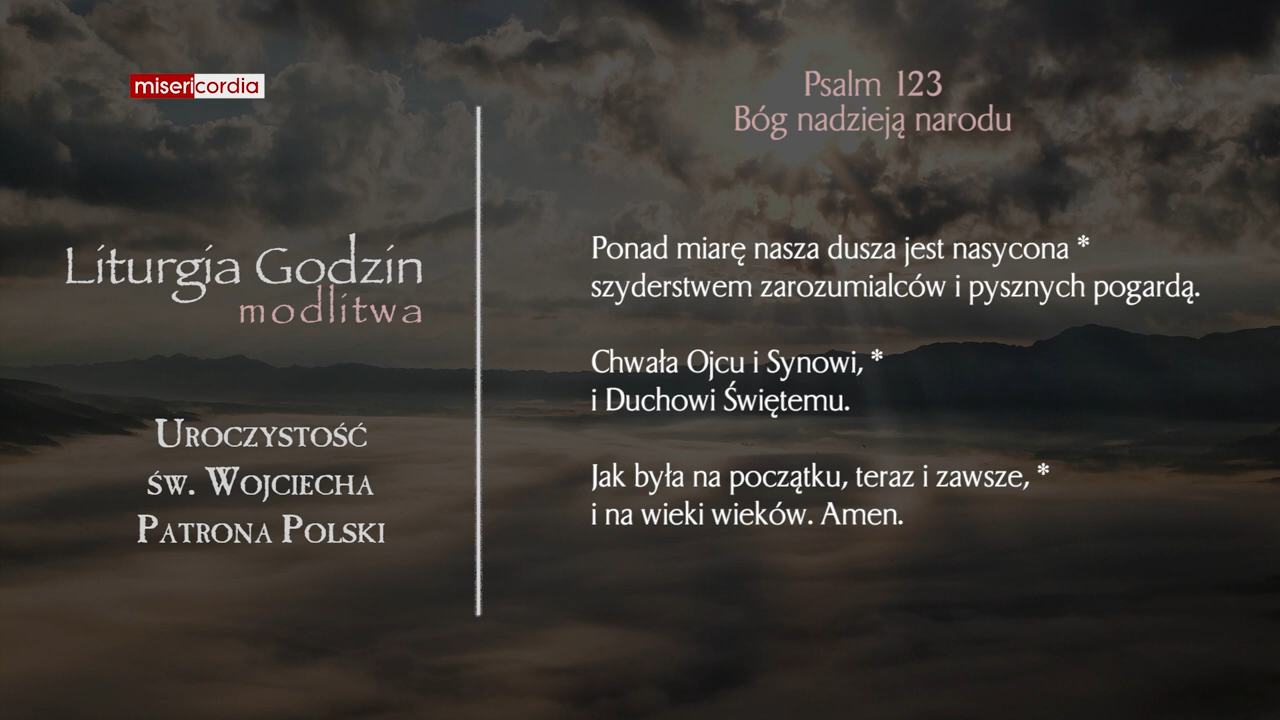 misericordia
Liturgia Godzin
modlitwa
Uroczystość
św. Wojciecha
Patrona Polski
Psalm 123
Bóg nadzieją narodu
Ponad miarę nasza dusza jest nasycona *
szyderstwem zarozumialców i pysznych pogardą.
Chwała Ojcu i Synowi, *
i Duchowi Świętemu.
Jak była na początku, teraz i zawsze, *
i na wieki wieków. Amen.